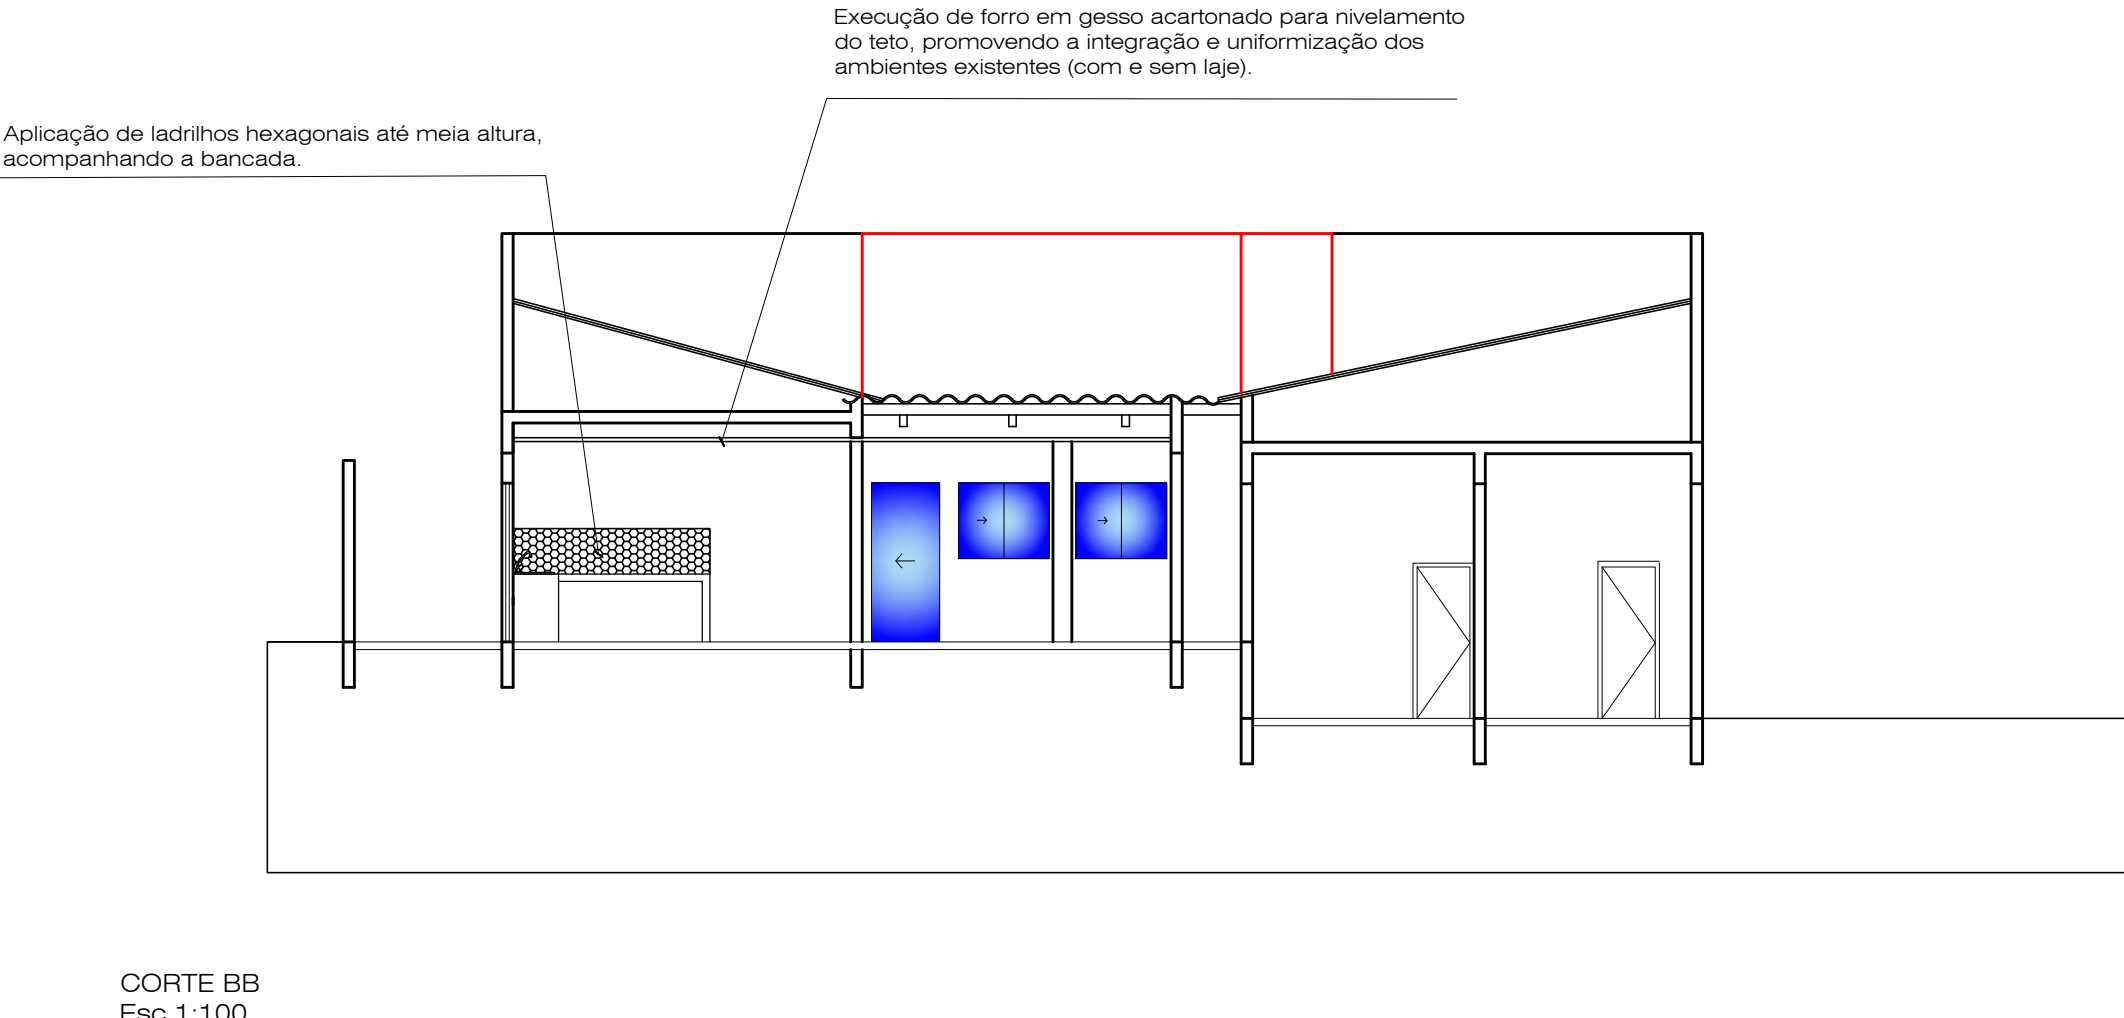 Execução de forro em gesso acartonado para nivelamento
do teto, promovendo a integração e uniformização dos
ambientes existentes (com e sem laje).
Aplicação de ladrilhos hexagonais até meia altura,
acompanhando a bancada.
CORTE BB
Esc 1:100